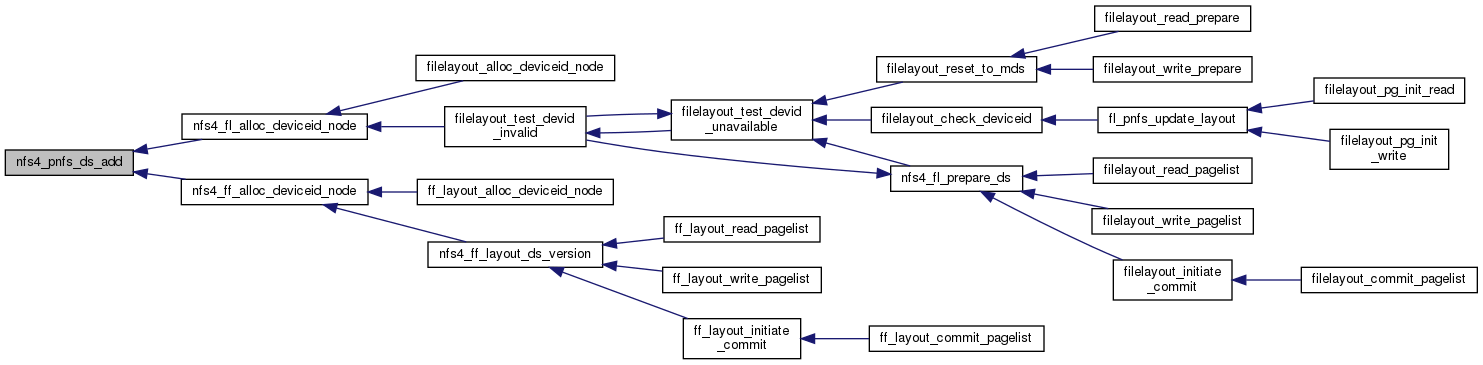 nfs4_pnfs_ds_add
nfs4_fl_alloc_deviceid_node
nfs4_ff_alloc_deviceid_node
filelayout_alloc_deviceid_node
filelayout_test_devid
_invalid
ff_layout_alloc_deviceid_node
nfs4_ff_layout_ds_version
filelayout_test_devid
_unavailable
ff_layout_read_pagelist
ff_layout_write_pagelist
ff_layout_initiate
_commit
filelayout_reset_to_mds
filelayout_check_deviceid
nfs4_fl_prepare_ds
ff_layout_commit_pagelist
filelayout_read_prepare
filelayout_write_prepare
fl_pnfs_update_layout
filelayout_read_pagelist
filelayout_write_pagelist
filelayout_initiate
_commit
filelayout_pg_init_read
filelayout_pg_init
_write
filelayout_commit_pagelist